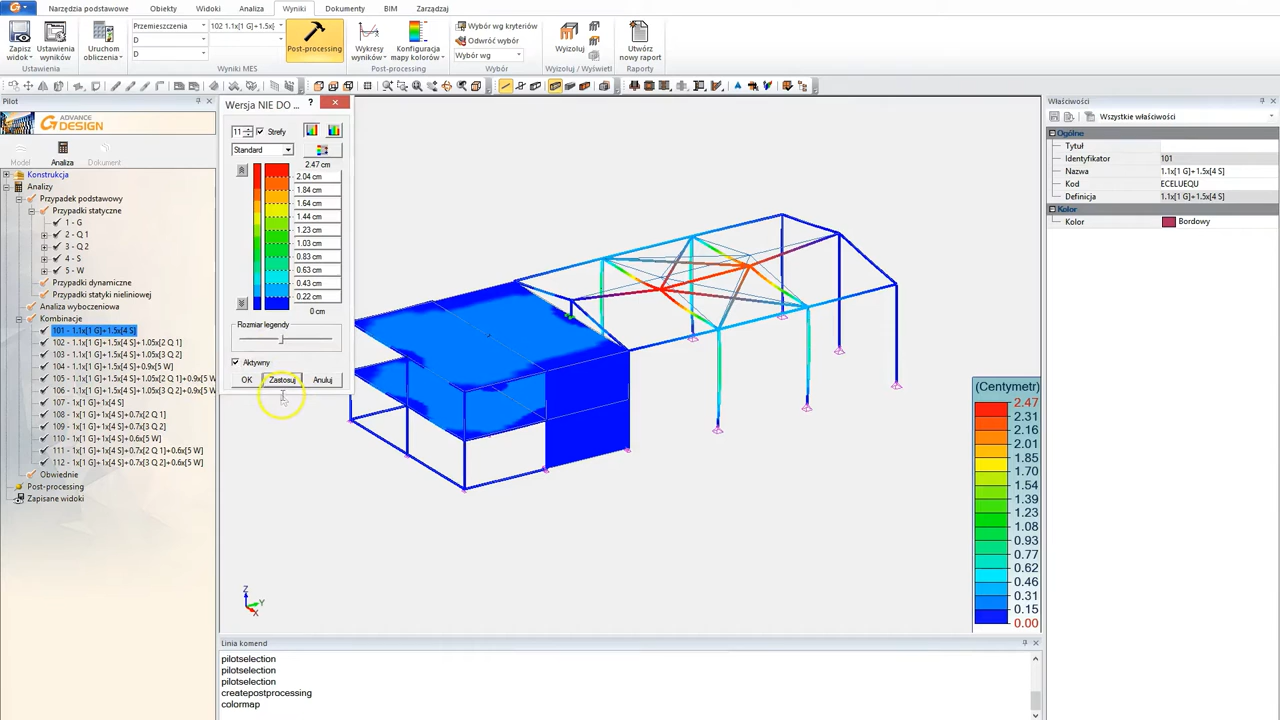 Narzędzia podstawowe
Obiekty
Widoki
Analiza
Wyniki
Dokumenty
BIM
Zarządzaj
Zapisz widok
Ustawienia wyników
Ustawienia
Uruchom obliczenia
Przemieszczenia
102 1.1x[1 G]+1.5x[
D
D
Wyniki MES
Post-processing
Wykresy wyników
Konfiguracja mapy kolorów
Post-processing
Wybór wg kryteriów
Odwróć wybór
Wybór wg
Wybór
Wyizoluj
Wyizoluj / Wyświetl
Utwórz nowy raport
Raporty
Pilot
GRAITEC
ADVANCE
DESIGN
Model
Analiza
Dokument
Konstrukcja
Analizy
Przypadek podstawowy
Przypadki statyczne
1 - G
2 - Q 1
3 - Q 2
4 - S
5 - W
Przypadki dynamiczne
Przypadki statyki nieliniowej
Analiza wyboczeniowa
Kombinacje
101 - 1.1x[1 G]+1.5x[4 S]
102 - 1.1x[1 G]+1.5x[4 S]+1.05x[2 Q 1]
103 - 1.1x[1 G]+1.5x[4 S]+1.05x[3 Q 2]
104 - 1.1x[1 G]+1.5x[4 S]+0.9x[5 W]
105 - 1.1x[1 G]+1.5x[4 S]+1.05x[2 Q 1]+0.9x[5 W
106 - 1.1x[1 G]+1.5x[4 S]+1.05x[3 Q 2]+0.9x[5 W
107 - 1x[1 G]+1x[4 S]
108 - 1x[1 G]+1x[4 S]+0.7x[2 Q 1]
109 - 1x[1 G]+1x[4 S]+0.7x[3 Q 2]
110 - 1x[1 G]+1x[4 S]+0.6x[5 W]
111 - 1x[1 G]+1x[4 S]+0.7x[2 Q 1]+0.6x[5 W]
112 - 1x[1 G]+1x[4 S]+0.7x[3 Q 2]+0.6x[5 W]
Obwiednie
Post-processing
Zapisane widoki
Wersja NIE DO ...
11
Strefy
Standard
2.47 cm
2.04 cm
1.84 cm
1.64 cm
1.44 cm
1.23 cm
1.03 cm
0.83 cm
0.63 cm
0.43 cm
0.22 cm
0 cm
Rozmiar legendy
Aktywny
OK
Zastosuj
Anuluj
Z
Y
X
(Centymetr)
2.47
2.31
2.16
2.01
1.85
1.70
1.54
1.39
1.23
1.08
0.93
0.77
0.62
0.46
0.31
0.15
0.00
Linia komend
pilotselection
pilotselection
pilotselection
createpostprocessing
colormap
Właściwości
Wszystkie właściwości
Ogólne
Tytuł
Identyfikator 101
Nazwa 1.1x[1 G]+1.5x[4 S]
Kod ECELUEQU
Definicja 1.1x[1 G]+1.5x[4 S]
Kolor
Kolor Bordowy